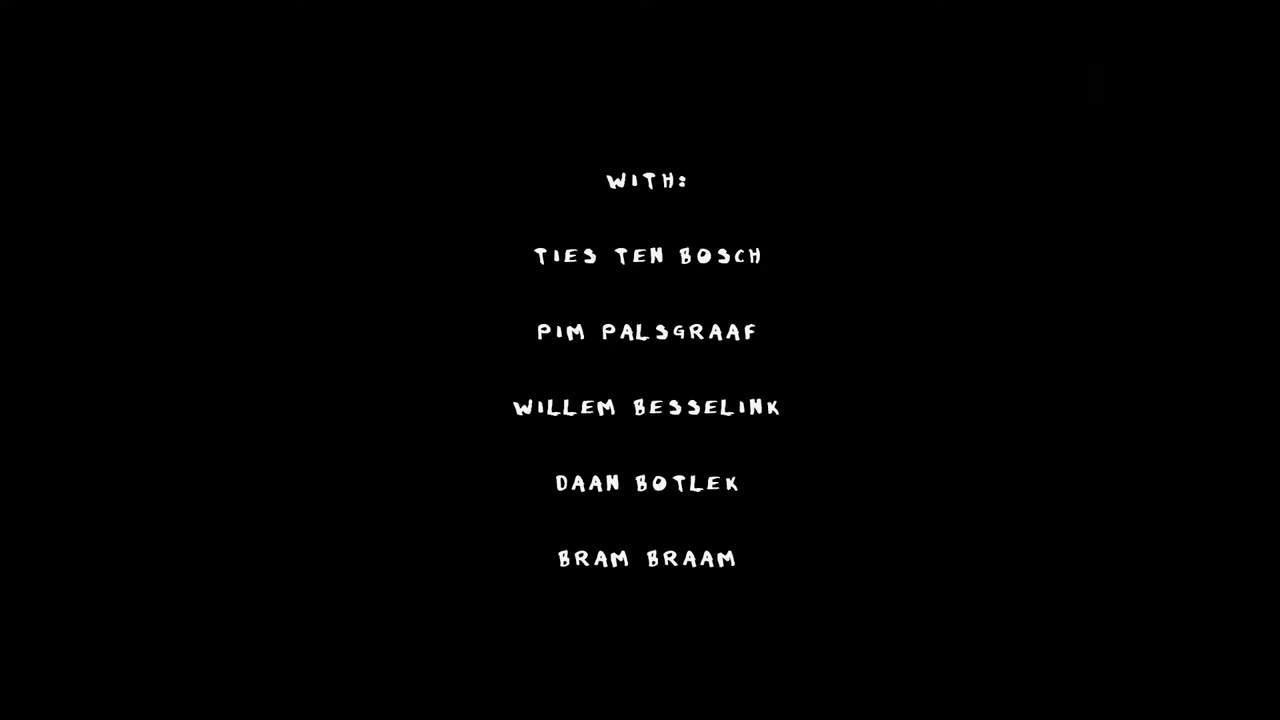 WITH:
TIES TEN BOSCH
PIM PALSGRAAF
WILLEM BESSELINK
DAAN BOTLEK
BRAM BRAAM